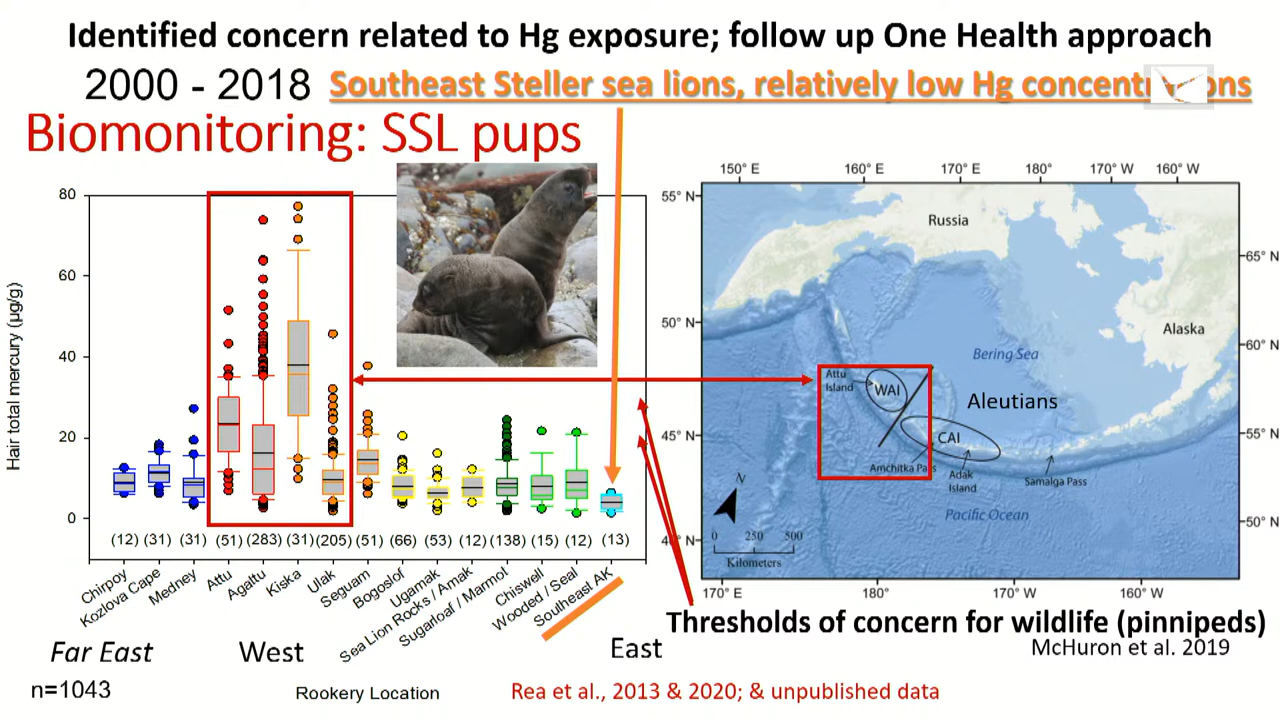 Identified concern related to Hg exposure; follow up One Health approach
2000 - 2018 Southeast Steller sea lions, relatively low Hg
Biomonitoring: SSL pups
Hair total mercury (µg/g)
80
60
40
20
0
(12) (31) (31) (51) (283) (31) (205) (51) (66) (53) (12) (138) (15) (12) (13)
Chirpoy
Kozlova Cape
Medney
Attu
Agattu
Kiska
Ulak
Seguam
Bogoslof
Ugamak
Sea Lion Rocks / Amak
Sugarloaf / Marmot
Chiswell
Wooded / Seal
Southeast AK
Far East West East
n=1043
Rookery Location
Rea et al., 2013 & 2020; & unpublished data
150° E 160° E 170° E 180° 170° W 160° W
55° N
50° N
45° N
65° N
60° N
55° N
50° N
170° E 180° 170° W 160° W
Russia
Alaska
Bering Sea
Attu
Island
WAI
Aleutians
CAI
Amchitka Pass
Adak
Island
Samalga Pass
Pacific Ocean
N
0 250 500
Kilometers
Thresholds of concern for wildlife (pinnipeds)
McHuron et al. 2019